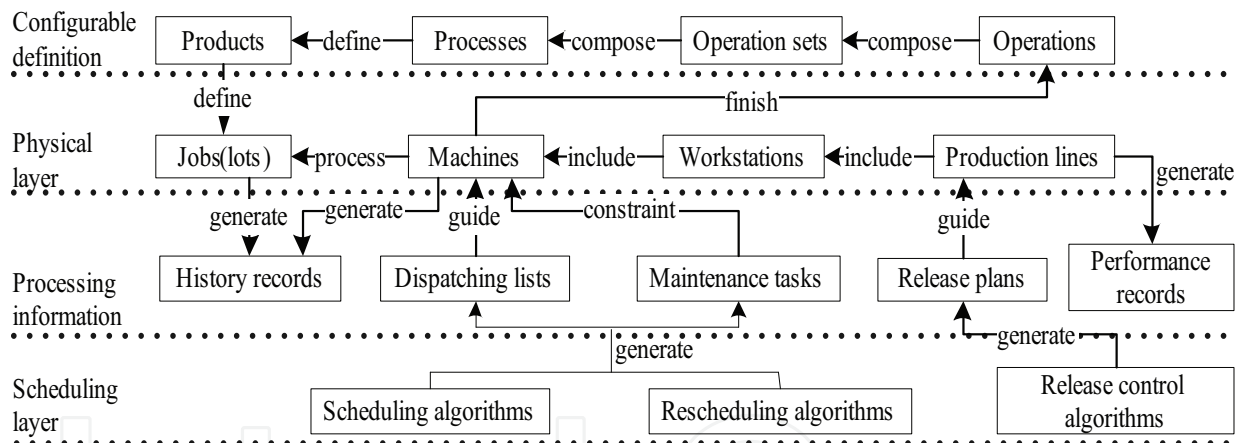 Configurable
definition
Products
define
Processes
compose
Operation sets
compose
Operations
define
finish
Physical
layer
Jobs(lots)
process
Machines
include
Workstations
include
Production lines
generate
generate
generate
guide
constraint
guide
Processing
information
History records
Dispatching lists
Maintenance tasks
Release plans
Performance
records
generate
generate
Scheduling
layer
Scheduling algorithms
Rescheduling algorithms
Release control
algorithms